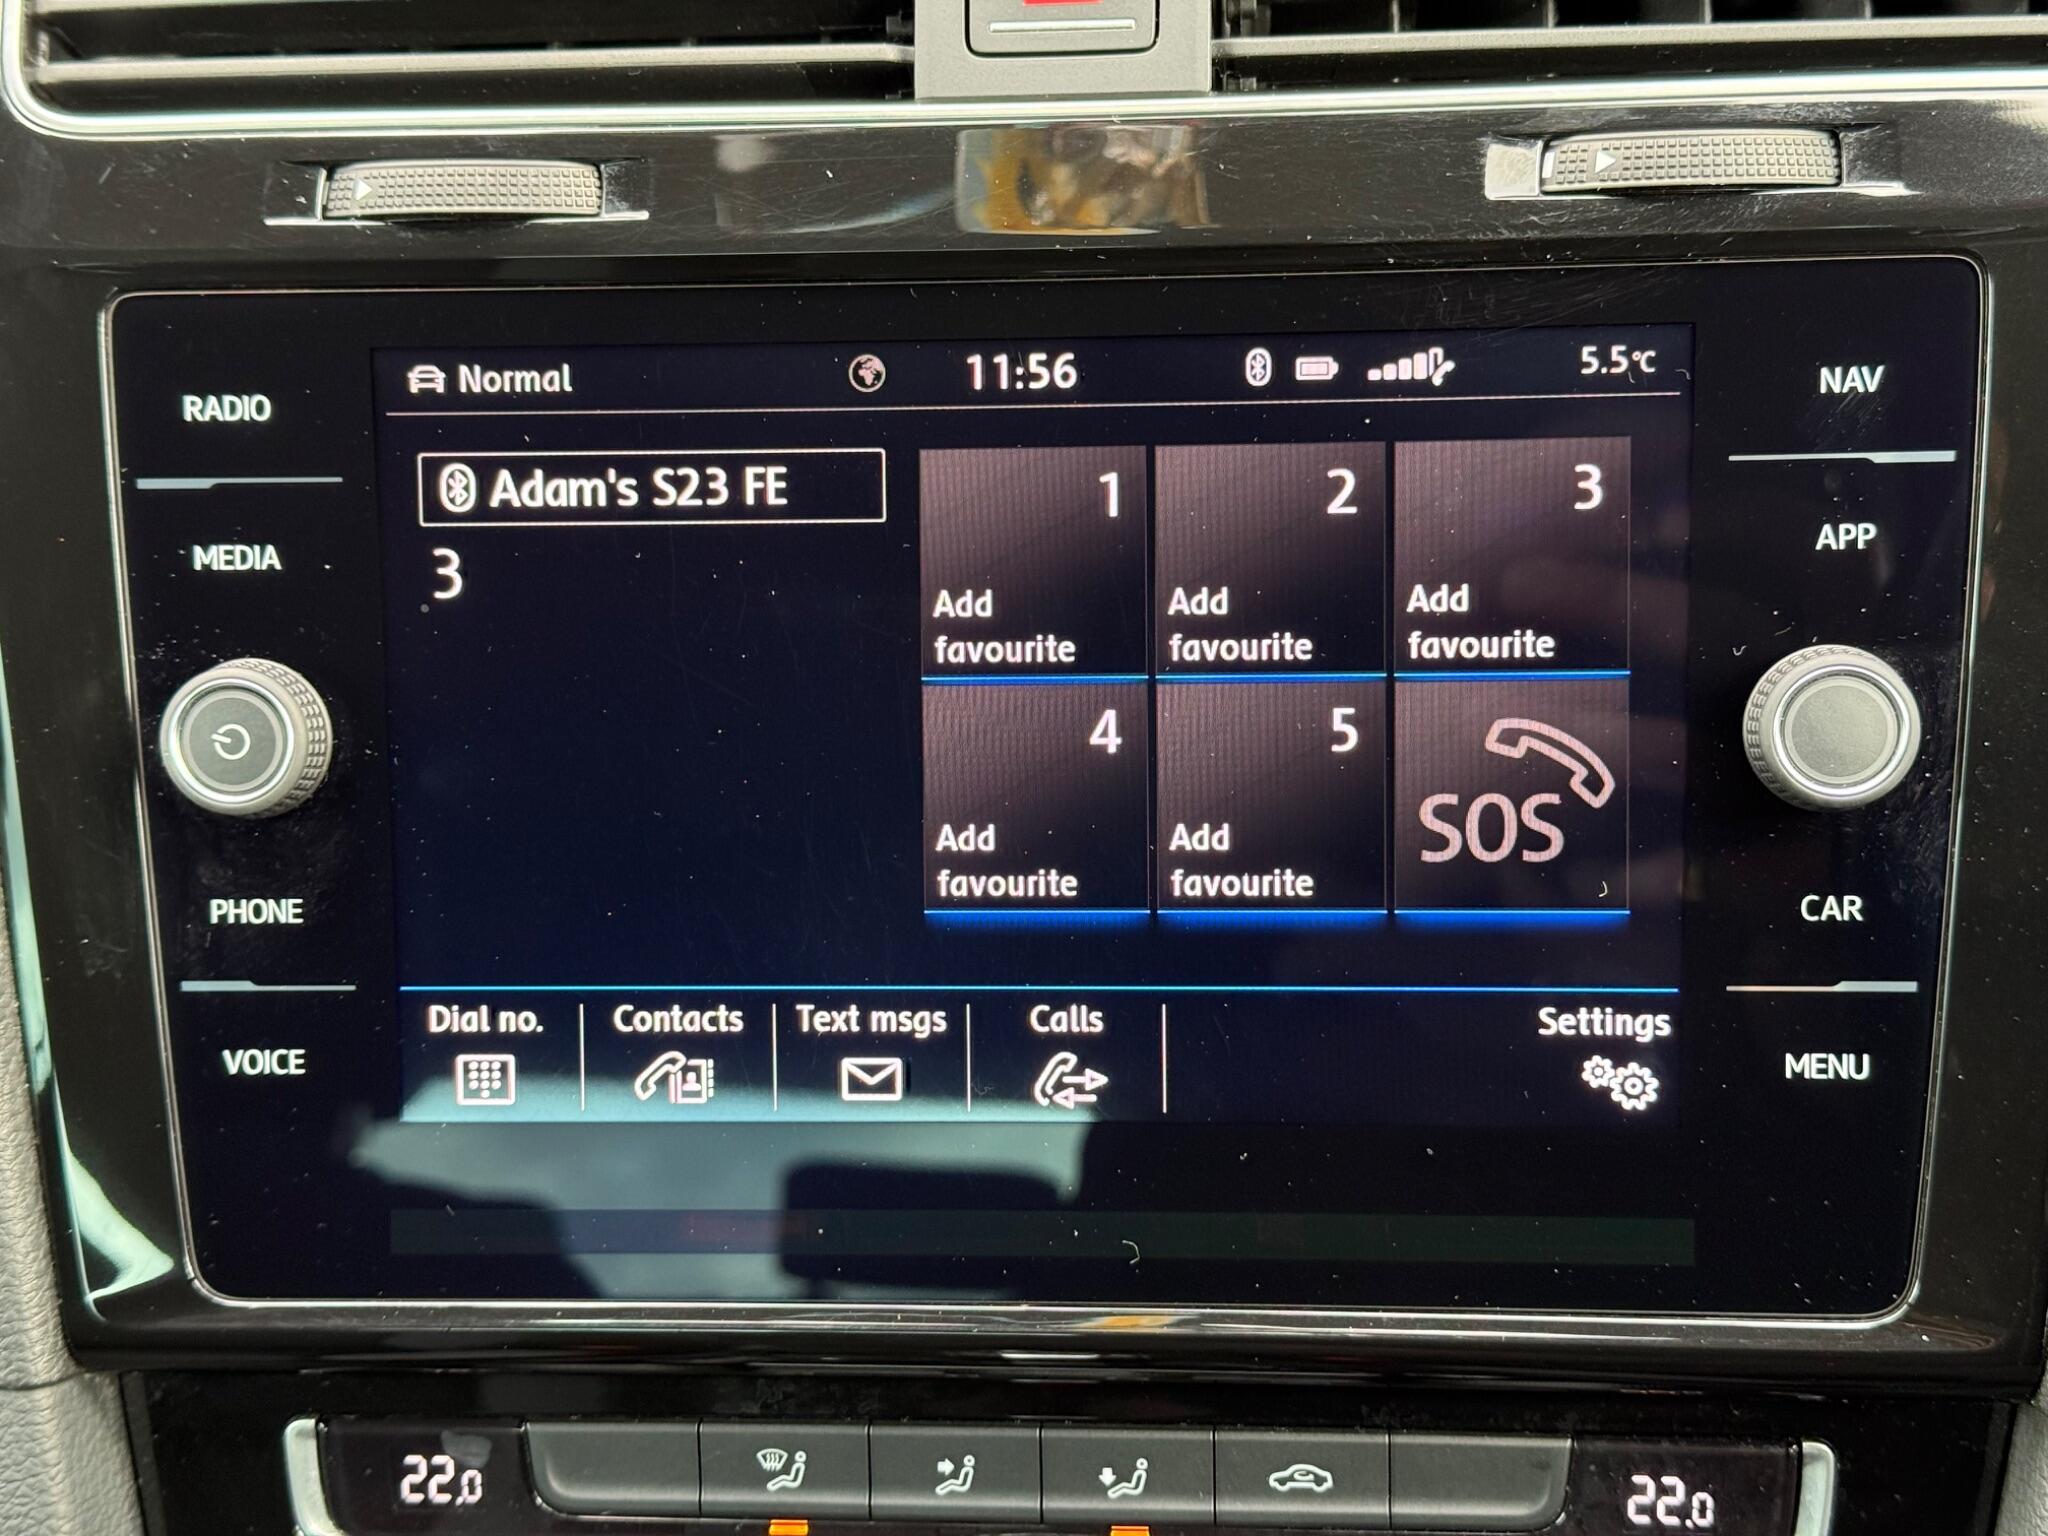 Normal
11:56
5.5°C
RADIO
MEDIA
PHONE
VOICE
Adam's S23 FE
3
1
Add
favourite
2
Add
favourite
3
Add
favourite
4
Add
favourite
5
Add
favourite
SOS
Dial no.
Contacts
Text msgs
Calls
Settings
NAV
APP
CAR
MENU
22.0
22.0